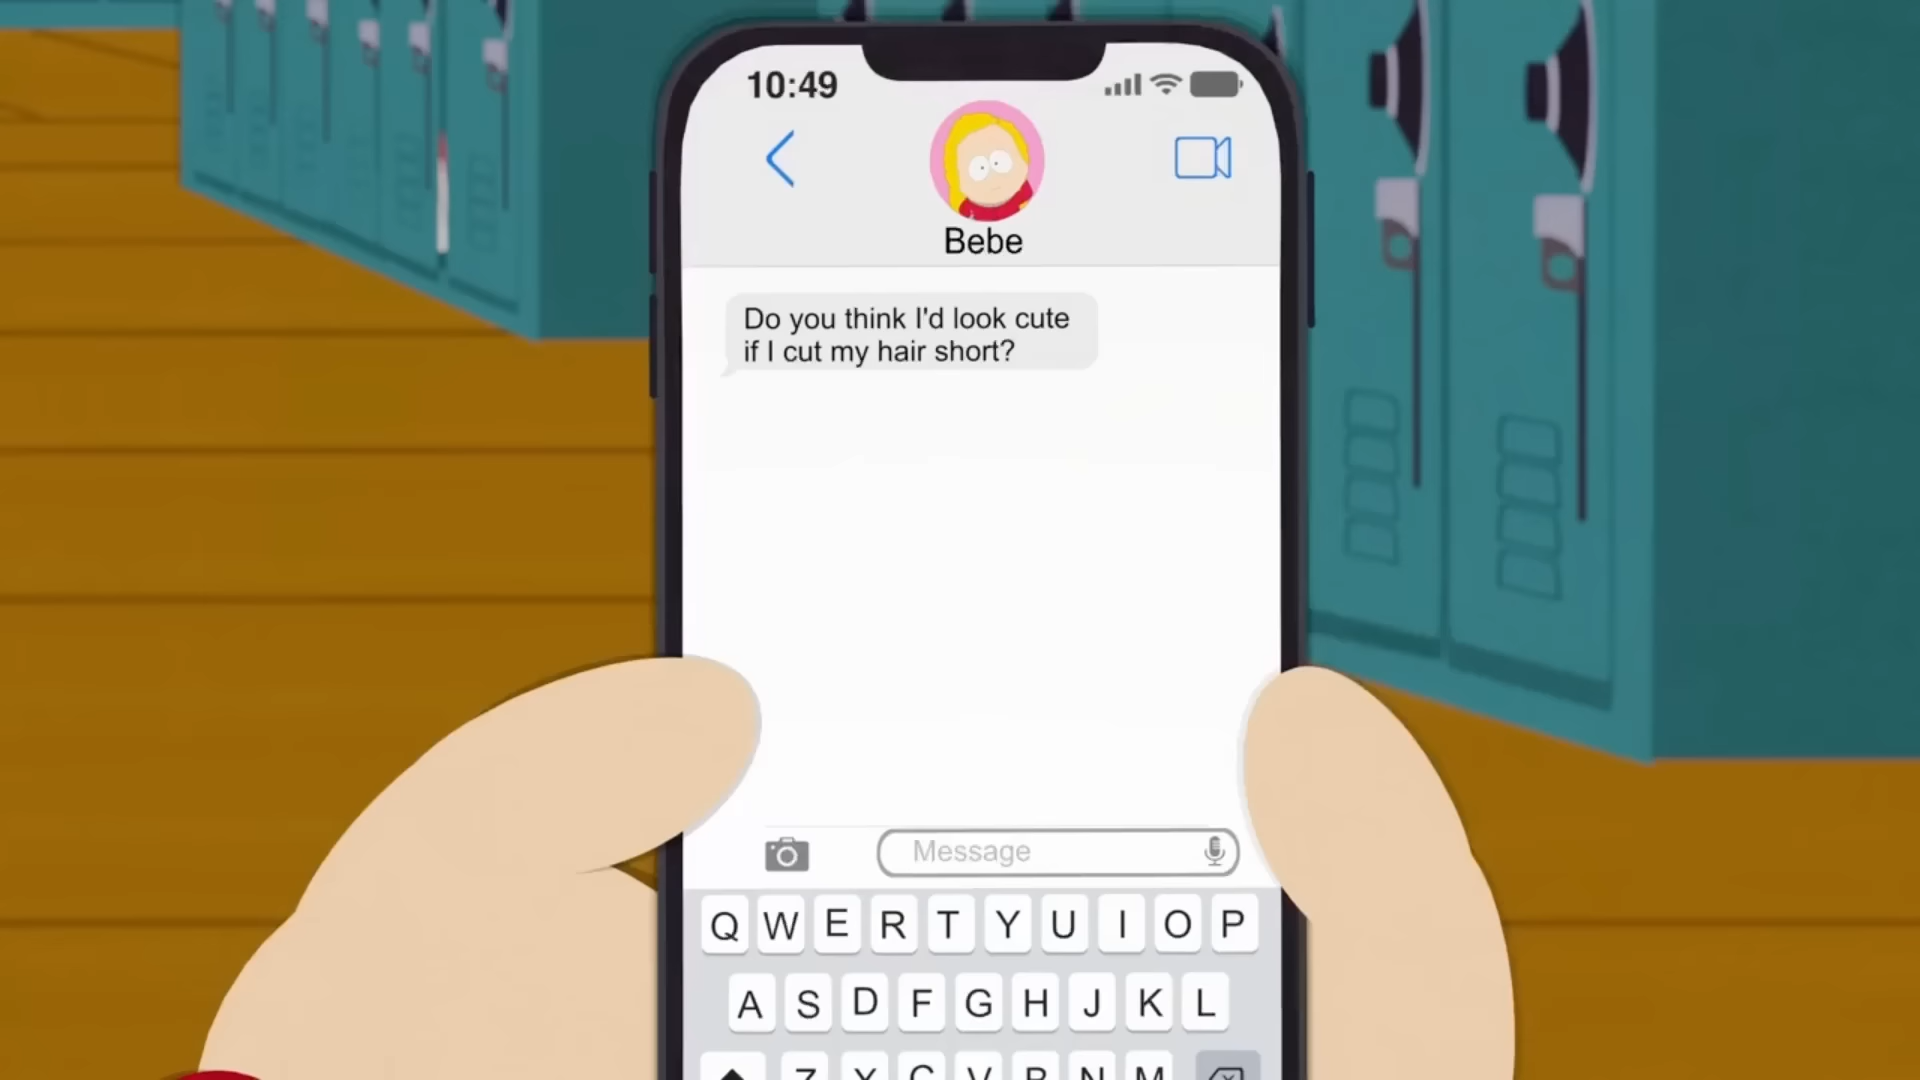 10:49
Bebe
Do you think I'd look cute
if I cut my hair short?
Message
Q W E R T Y U I O P
A S D F G H J K L
Z X C V B N M